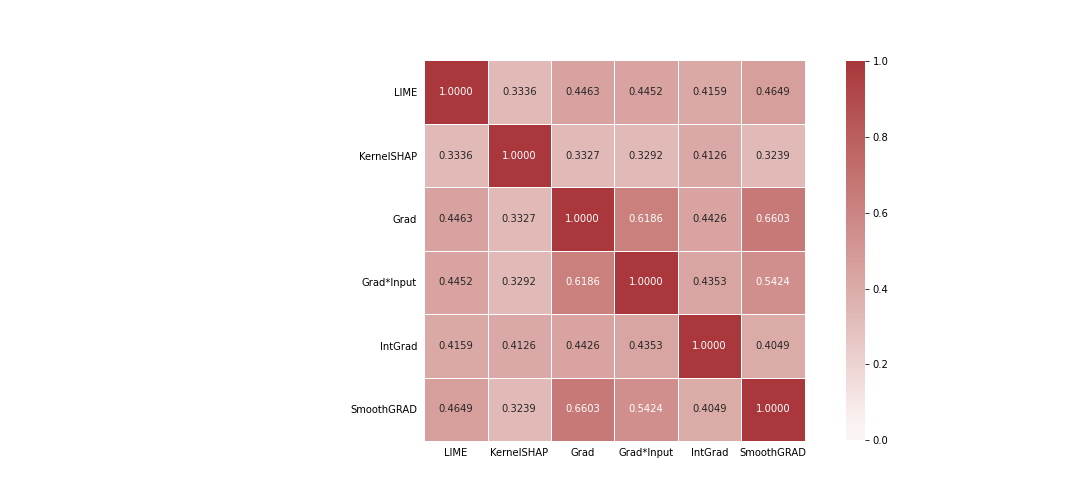 LIME 1.0000 0.3336 0.4463 0.4452 0.4159 0.4649
KernelSHAP 0.3336 1.0000 0.3327 0.3292 0.4126 0.3239
Grad 0.4463 0.3327 1.0000 0.6186 0.4426 0.6603
Grad*Input 0.4452 0.3292 0.6186 1.0000 0.4353 0.5424
IntGrad 0.4159 0.4126 0.4426 0.4353 1.0000 0.4049
SmoothGRAD 0.4649 0.3239 0.6603 0.5424 0.4049 1.0000
LIME KernelSHAP Grad Grad*Input IntGrad SmoothGRAD
1.0
0.8
0.6
0.4
0.2
0.0